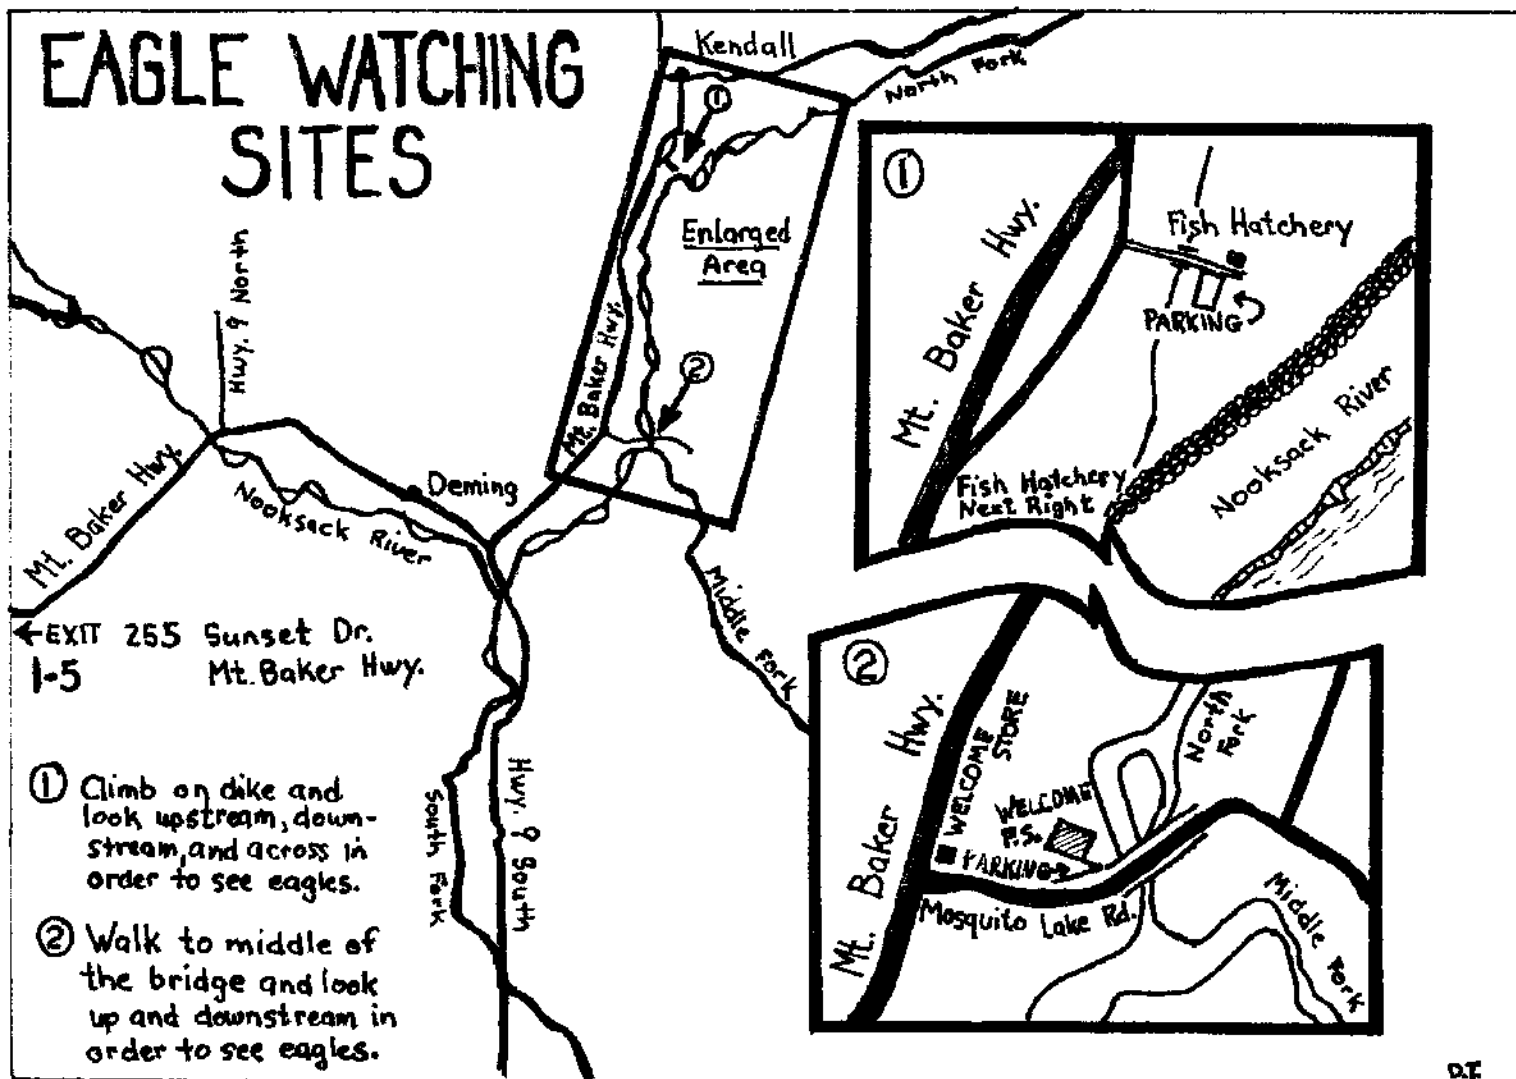 EAGLE WATCHING
SITES
Kendall
North Fork
①
Enlarged
Area
Mt. Baker Hwy.
②
Hwy. 9 North
Deming
Mt. Baker Hwy.
Nooksack River
Middle Fork
←EXIT 255 Sunset Dr.
I-5 Mt. Baker Hwy.
South Fork
Hwy. 9 South
① Climb on dike and
look upstream, down-
stream, and across in
order to see eagles.
② Walk to middle of
the bridge and look
up and downstream in
order to see eagles.
①
Mt. Baker Hwy.
Fish Hatchery
PARKING
Fish Hatchery
Next Right
Nooksack River
②
Mt. Baker Hwy.
WELCOME
STORE
WELCOME
F.S.
PARKING
North
Fork
Mosquito Lake Rd.
Middle Fork